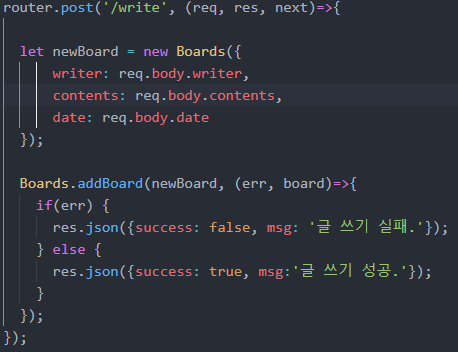 router.post('/write', (req, res, next)=>{
let newBoard = new Boards({
writer: req.body.writer,
contents: req.body.contents,
date: req.body.date
});
Boards.addBoard(newBoard, (err, board)=>{
if(err) {
res.json({success: false, msg: '글 쓰기 실패.'});
} else {
res.json({success: true, msg:'글 쓰기 성공.'});
}
});
});